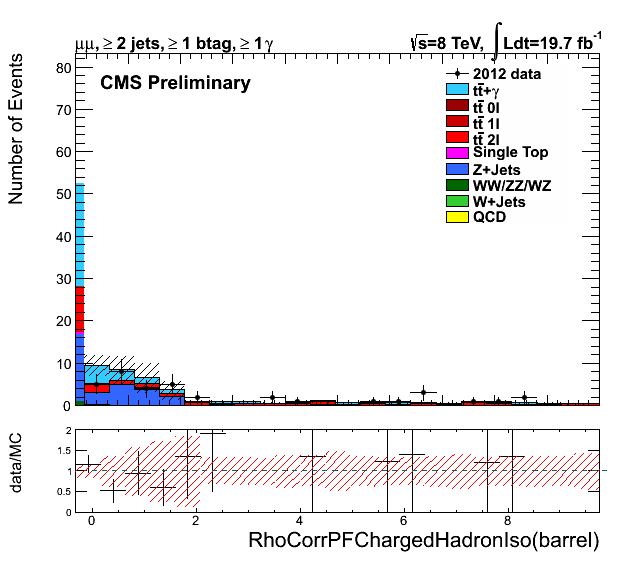 μμ, ≥ 2 jets, ≥ 1 btag, ≥ 1 γ
√s=8 TeV, ∫ Ldt=19.7 fb⁻¹
CMS Preliminary
Number of Events
80
70
60
50
40
30
20
10
0
2012 data
tt̄+γ
tt̄ 0l
tt̄ 1l
tt̄ 2l
Single Top
Z+Jets
WW/ZZ/WZ
W+Jets
QCD
data/MC
2
1.5
1
0.5
0
0 2 4 6 8
RhoCorrPFChargedHadronIso(barrel)